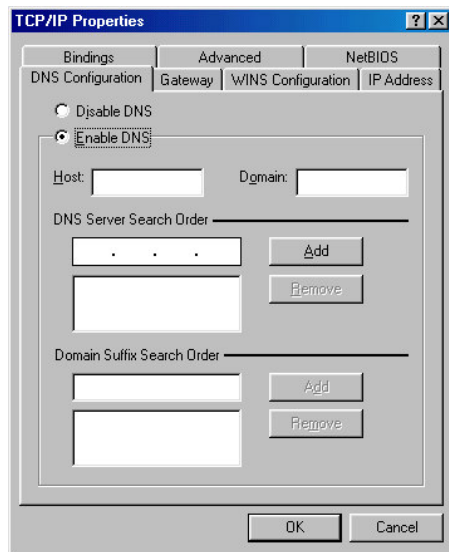 TCP/IP Properties
Bindings Advanced NetBIOS
DNS Configuration Gateway WINS Configuration IP Address
Disable DNS
Enable DNS
Host: Domain:
DNS Server Search Order
. . .
Add
Remove
Domain Suffix Search Order
Add
Remove
OK Cancel